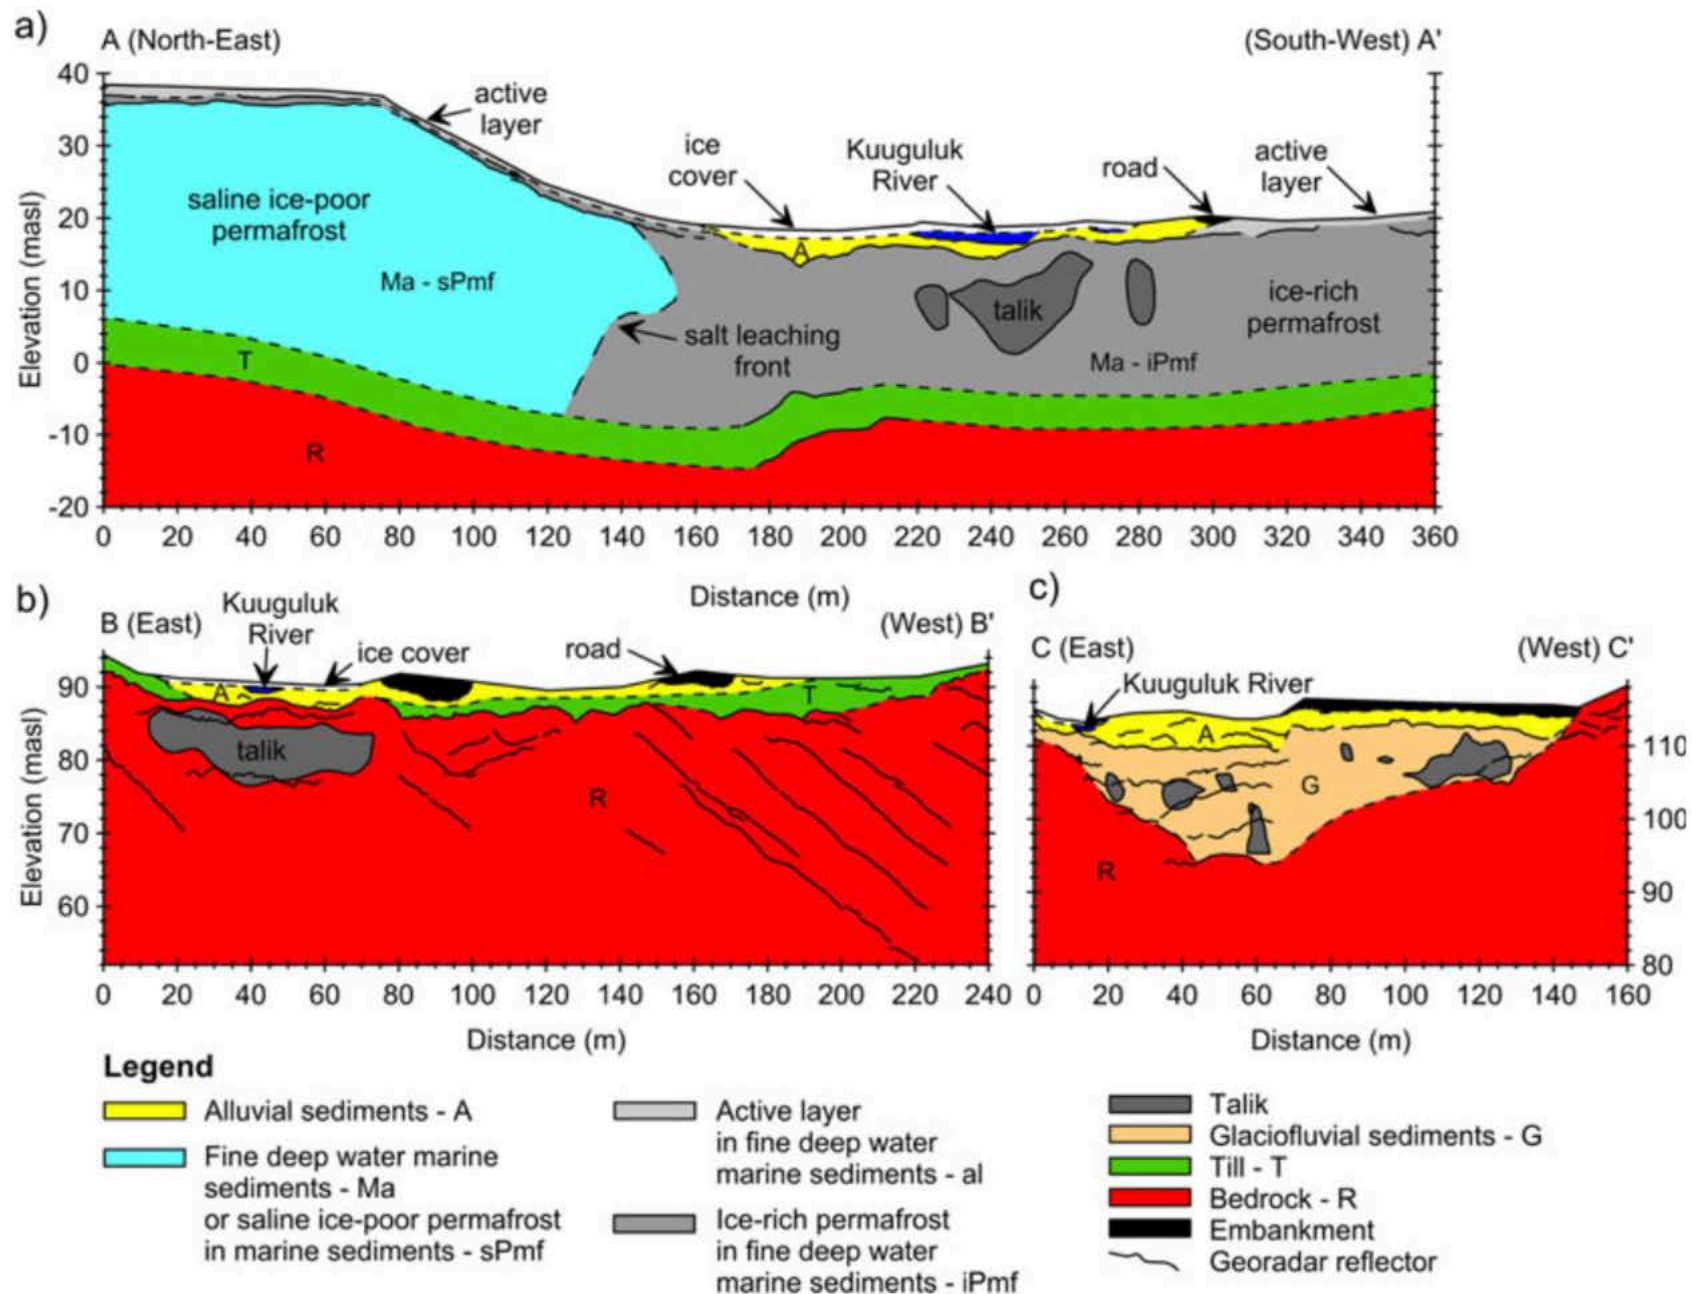 a)
A (North-East)
(South-West) A'
40
30
20
10
0
-10
-20
Elevation (masl)
active
layer
ice
cover
Kuuguluk
River
road
active
layer
saline ice-poor
permafrost
Ma - sPmf
A
talik
ice-rich
permafrost
salt leaching
front
Ma - iPmf
T
R
0 20 40 60 80 100 120 140 160 180 200 220 240 260 280 300 320 340 360
Distance (m)
b)
B (East)
(West) B'
Kuuguluk
River
ice cover
road
90
80
70
60
Elevation (masl)
A
T
talik
R
0 20 40 60 80 100 120 140 160 180 200 220 240
Distance (m)
c)
C (East)
(West) C'
Kuuguluk River
A
G
R
110
100
90
80
0 20 40 60 80 100 120 140 160
Distance (m)
Legend
Alluvial sediments - A
Fine deep water marine
sediments - Ma
or saline ice-poor permafrost
in marine sediments - sPmf
Active layer
in fine deep water
marine sediments - al
Ice-rich permafrost
in fine deep water
marine sediments - iPmf
Talik
Glaciofluvial sediments - G
Till - T
Bedrock - R
Embankment
Georadar reflector